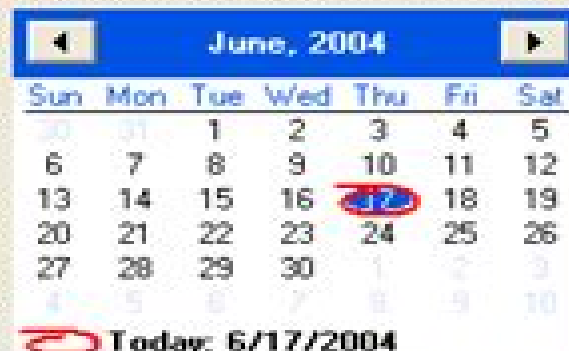 June, 2004
Sun Mon Tue Wed Thu Fri Sat
30 31 1 2 3 4 5
6 7 8 9 10 11 12
13 14 15 16 17 18 19
20 21 22 23 24 25 26
27 28 29 30 1 2 3
4 5 6 7 8 9 10
Today: 6/17/2004